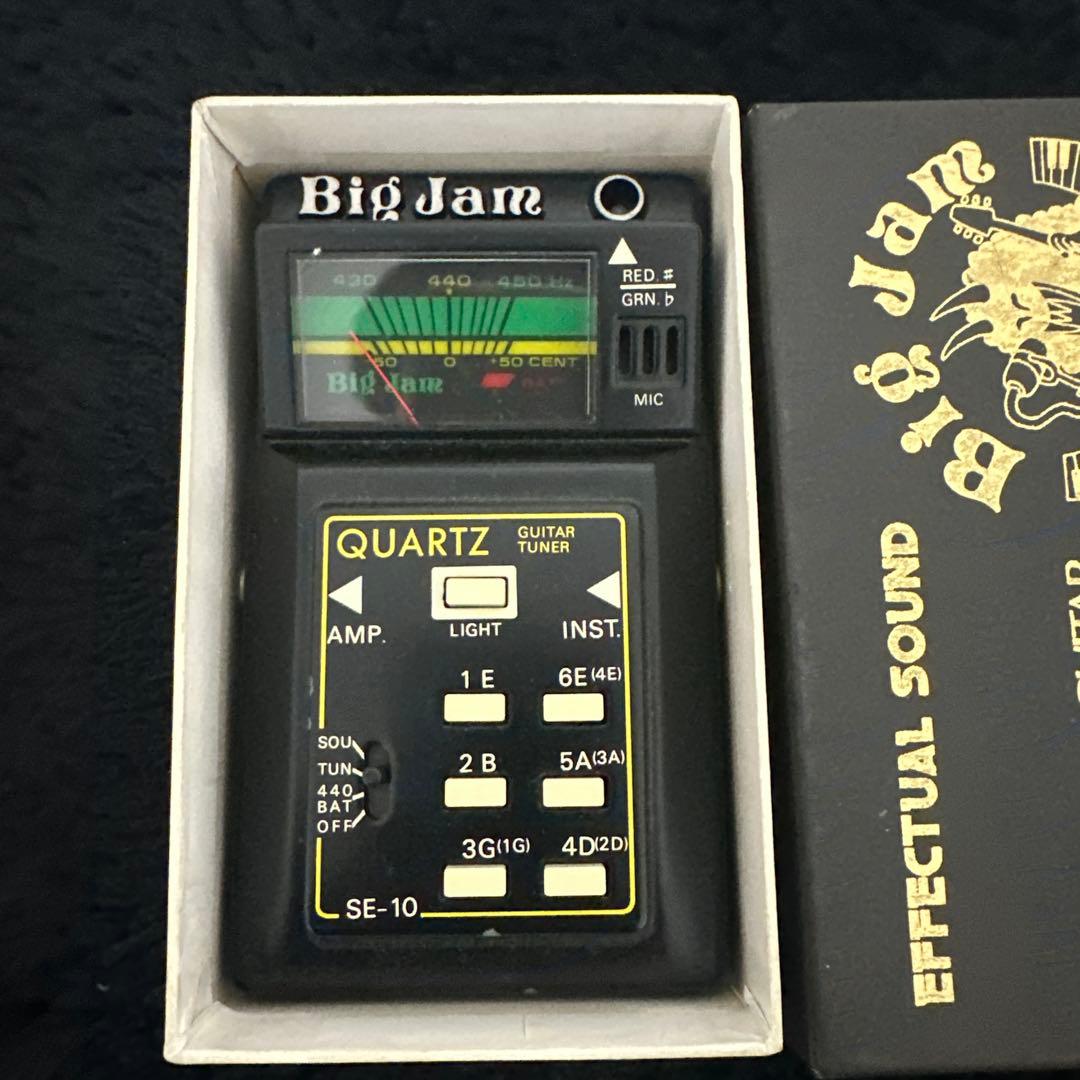 Big Jam
430 440 450 Hz
RED. #
GRN. ♭
-50 0 +50 CENT
Big Jam
BAT
MIC
QUARTZ
GUITAR
TUNER
AMP.
LIGHT
INST.
1 E
6E (4E)
SOU
2 B
5A (3A)
TUN
440
BAT
OFF
3G (1G)
4D (2D)
SE-10
Big Jam
EFFECTUAL SOUND